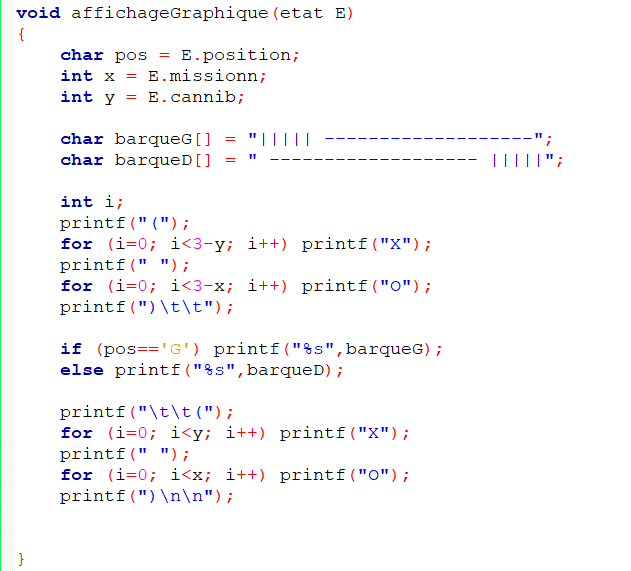 void affichageGraphique(etat E)
{
    char pos = E.position;
    int x = E.missionn;
    int y = E.cannib;

    char barqueG[] = "||||| -------------------";
    char barqueD[] = " ------------------- |||||";

    int i;
    printf("(");
    for (i=0; i<3-y; i++) printf("X");
    printf(" ");
    for (i=0; i<3-x; i++) printf("O");
    printf(")\t\t");

    if (pos=='G') printf("%s",barqueG);
    else printf("%s",barqueD);

    printf("\t\t(");
    for (i=0; i<y; i++) printf("X");
    printf(" ");
    for (i=0; i<x; i++) printf("O");
    printf(")\n\n");

}